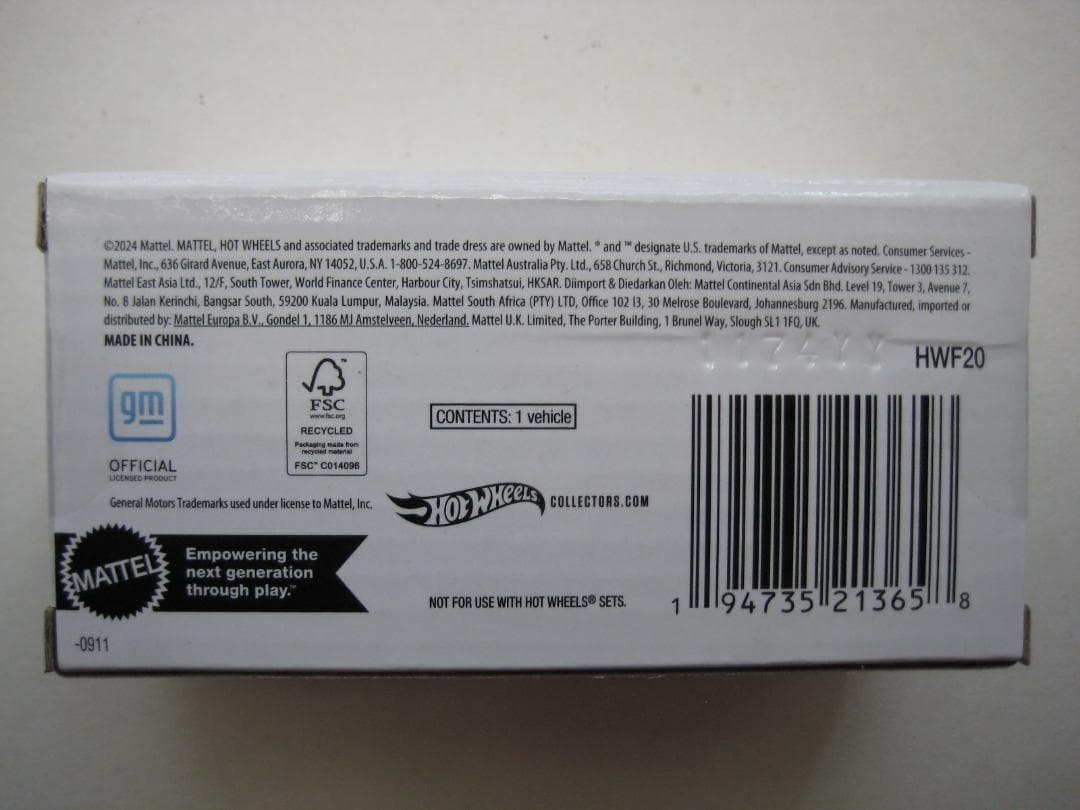 ©2024 Mattel. MATTEL, HOT WHEELS and associated trademarks and trade dress are owned by Mattel. ® and ™ designate U.S. trademarks of Mattel, except as noted. Consumer Services -
Mattel, Inc., 636 Girard Avenue, East Aurora, NY 14052, U.S.A. 1-800-524-8697. Mattel Australia Pty. Ltd., 658 Church St., Richmond, Victoria, 3121. Consumer Advisory Service - 1300 135 312.
Mattel East Asia Ltd., 12/F, South Tower, World Finance Center, Harbour City, Tsimshatsui, HKSAR. Diimport & Diedarkan Oleh: Mattel Continental Asia Sdn Bhd. Level 19, Tower 3, Avenue 7,
No. 8 Jalan Kerinchi, Bangsar South, 59200 Kuala Lumpur, Malaysia. Mattel South Africa (PTY) LTD, Office 102 I3, 30 Melrose Boulevard, Johannesburg 2196. Manufactured, imported or
distributed by: Mattel Europa B.V., Gondel 1, 1186 MJ Amstelveen, Nederland. Mattel U.K. Limited, The Porter Building, 1 Brunel Way, Slough SL1 1FQ, UK.
MADE IN CHINA.
HWF20
gm
OFFICIAL
LICENSED PRODUCT
General Motors Trademarks used under license to Mattel, Inc.
FSC
www.fsc.org
RECYCLED
Packaging made from
recycled material
FSC™ C014096
CONTENTS: 1 vehicle
HOT WHEELS COLLECTORS.COM
MATTEL
Empowering the
next generation
through play.™
NOT FOR USE WITH HOT WHEELS® SETS.
1 94735 21365 8
-0911